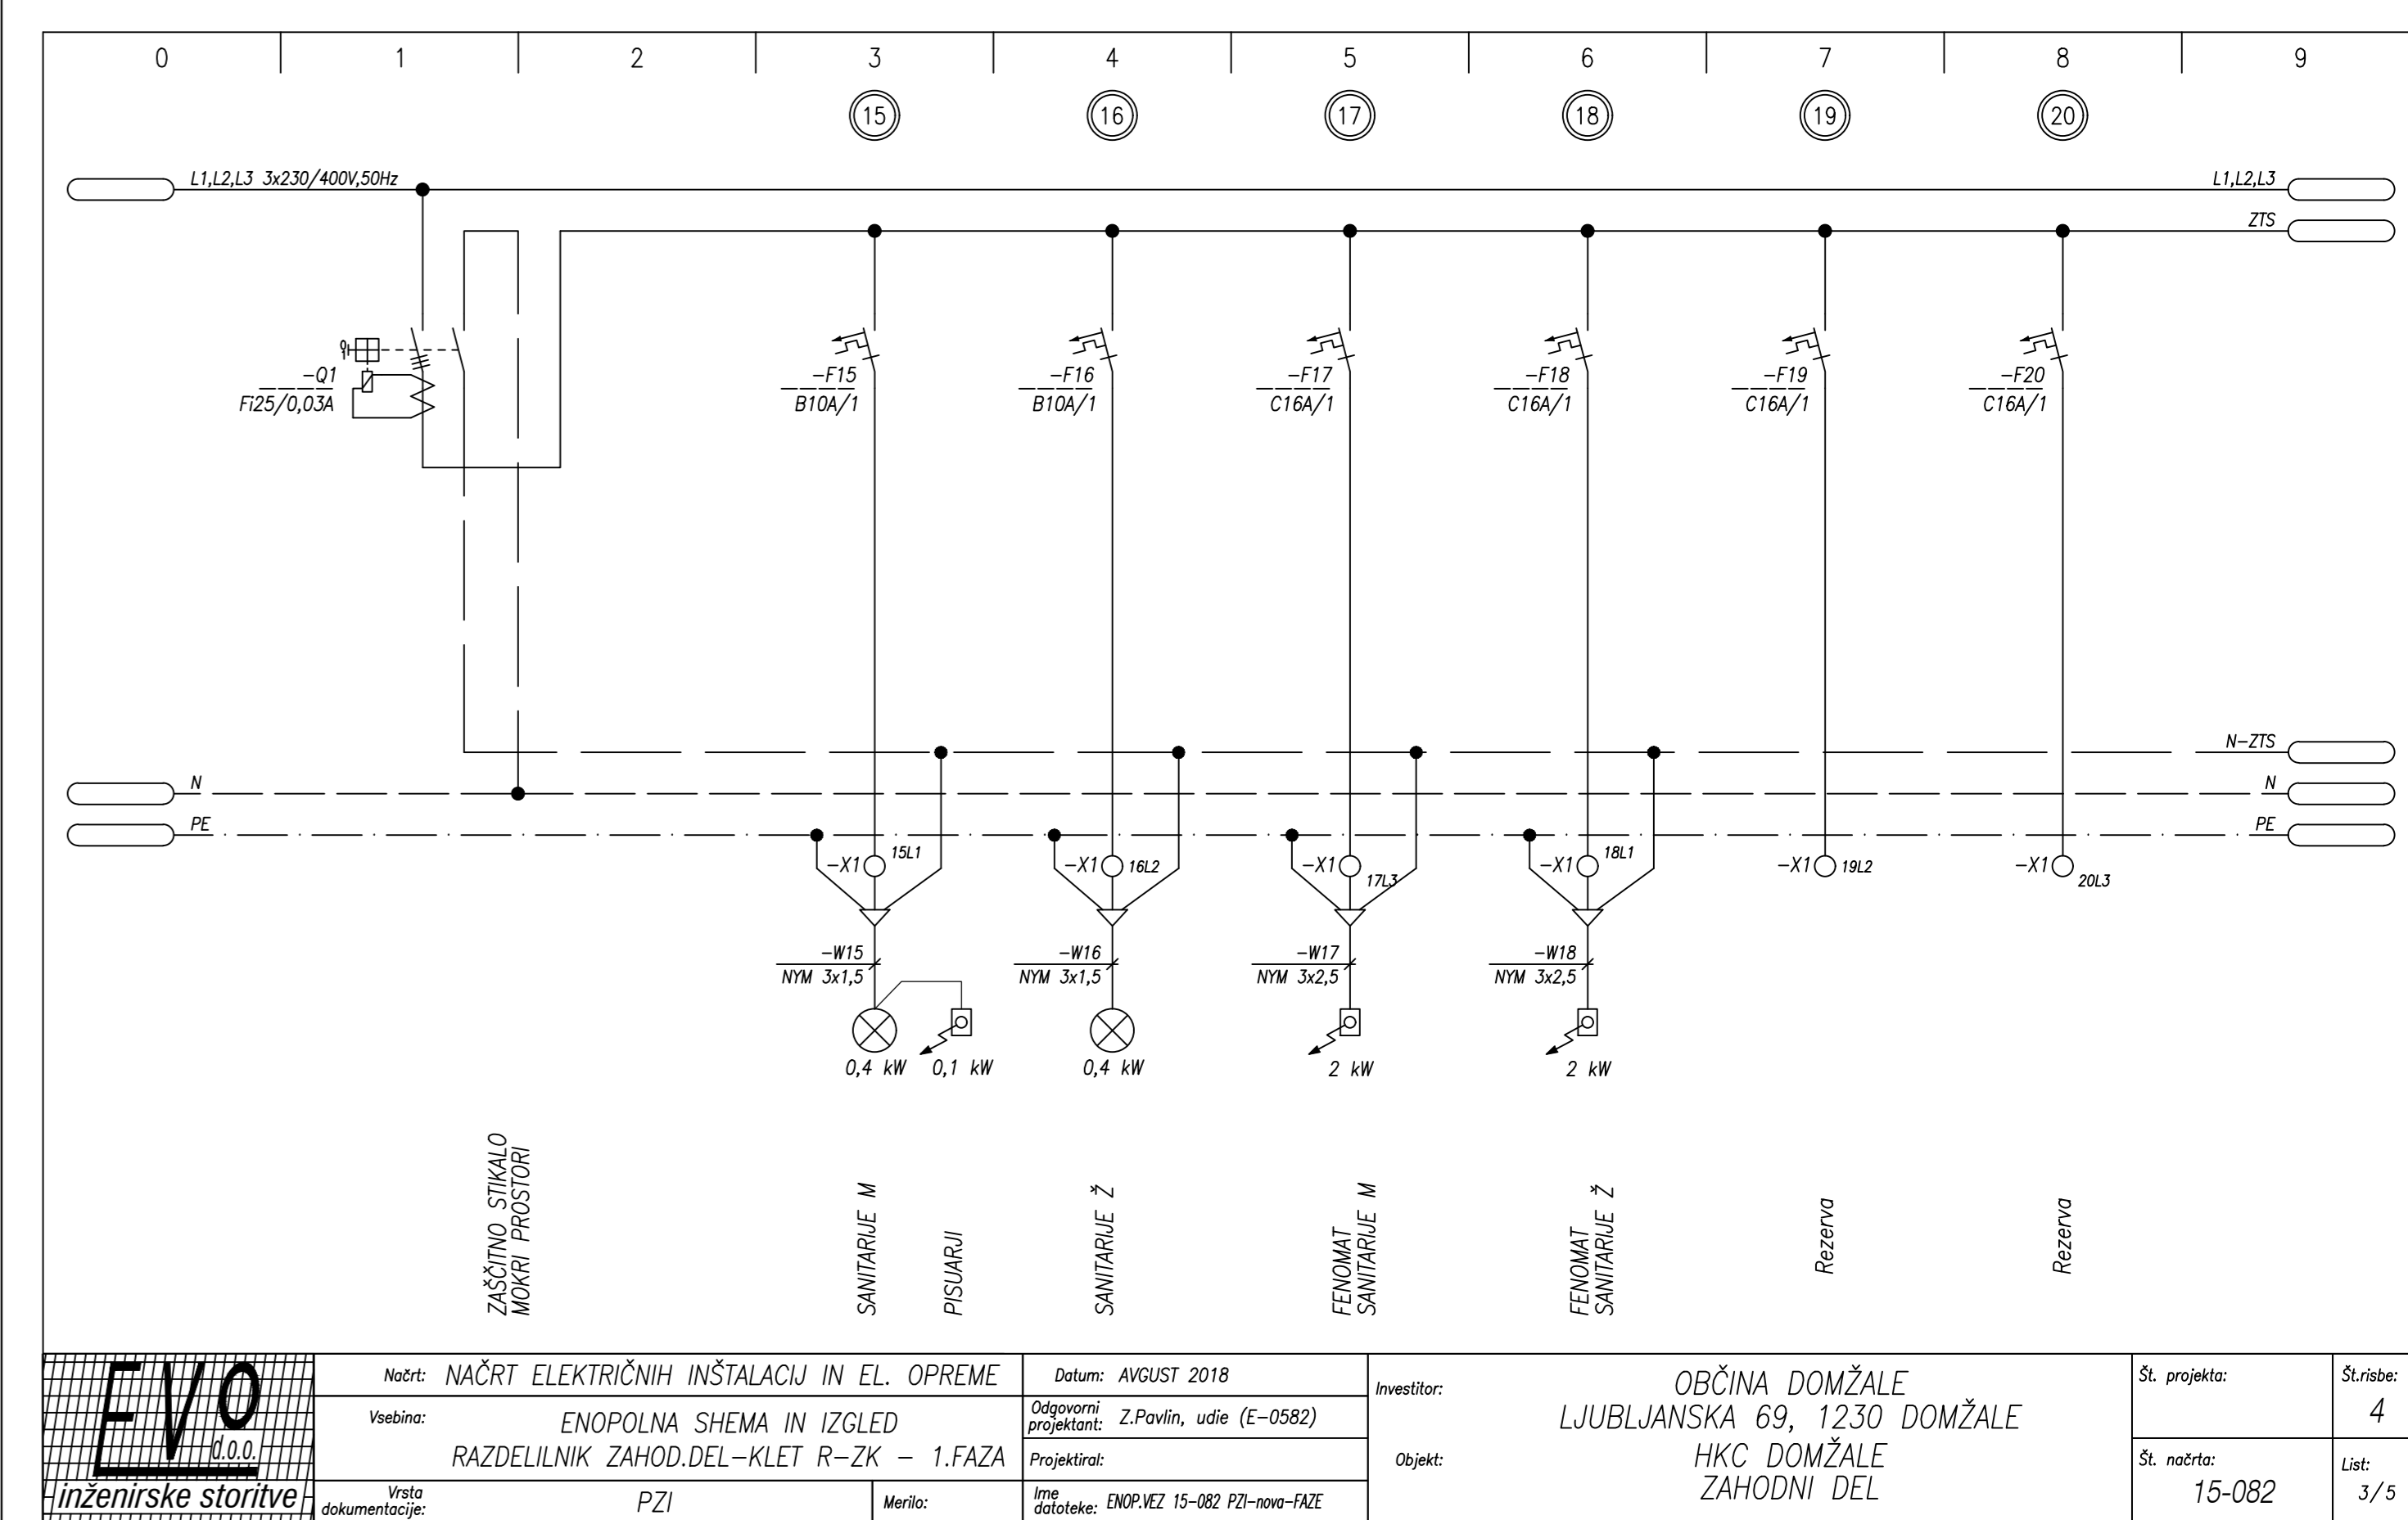 0 1 2 3 4 5 6 7 8 9
15 16 17 18 19 20
L1,L2,L3 3x230/400V,50Hz
L1,L2,L3
ZTS
-Q1
Fi25/0,03A
-F15
B10A/1
-F16
B10A/1
-F17
C16A/1
-F18
C16A/1
-F19
C16A/1
-F20
C16A/1
N-ZTS
N
N
PE
PE
-X1 15L1
-X1 16L2
-X1 17L3
-X1 18L1
-X1 19L2
-X1 20L3
-W15
NYM 3x1,5
-W16
NYM 3x1,5
-W17
NYM 3x2,5
-W18
NYM 3x2,5
0,4 kW
0,1 kW
0,4 kW
2 kW
2 kW
ZAŠČITNO STIKALO
MOKRI PROSTORI
SANITARIJE M
PISUARJI
SANITARIJE Ž
FENOMAT
SANITARIJE M
FENOMAT
SANITARIJE Ž
Rezerva
Rezerva
EVO
d.o.o.
inženirske storitve
Načrt: NAČRT ELEKTRIČNIH INŠTALACIJ IN EL. OPREME
Vsebina: ENOPOLNA SHEMA IN IZGLED
RAZDELILNIK ZAHOD.DEL-KLET R-ZK - 1.FAZA
Vrsta
dokumentacije: PZI
Merilo:
Datum: AVGUST 2018
Odgovorni
projektant: Z.Pavlin, udie (E-0582)
Projektiral:
Ime
datoteke: ENOP.VEZ 15-082 PZI-nova-FAZE
Investitor: OBČINA DOMŽALE
LJUBLJANSKA 69, 1230 DOMŽALE
Objekt: HKC DOMŽALE
ZAHODNI DEL
Št. projekta:
Št. načrta:
15-082
Št.risbe:
4
List:
3/5